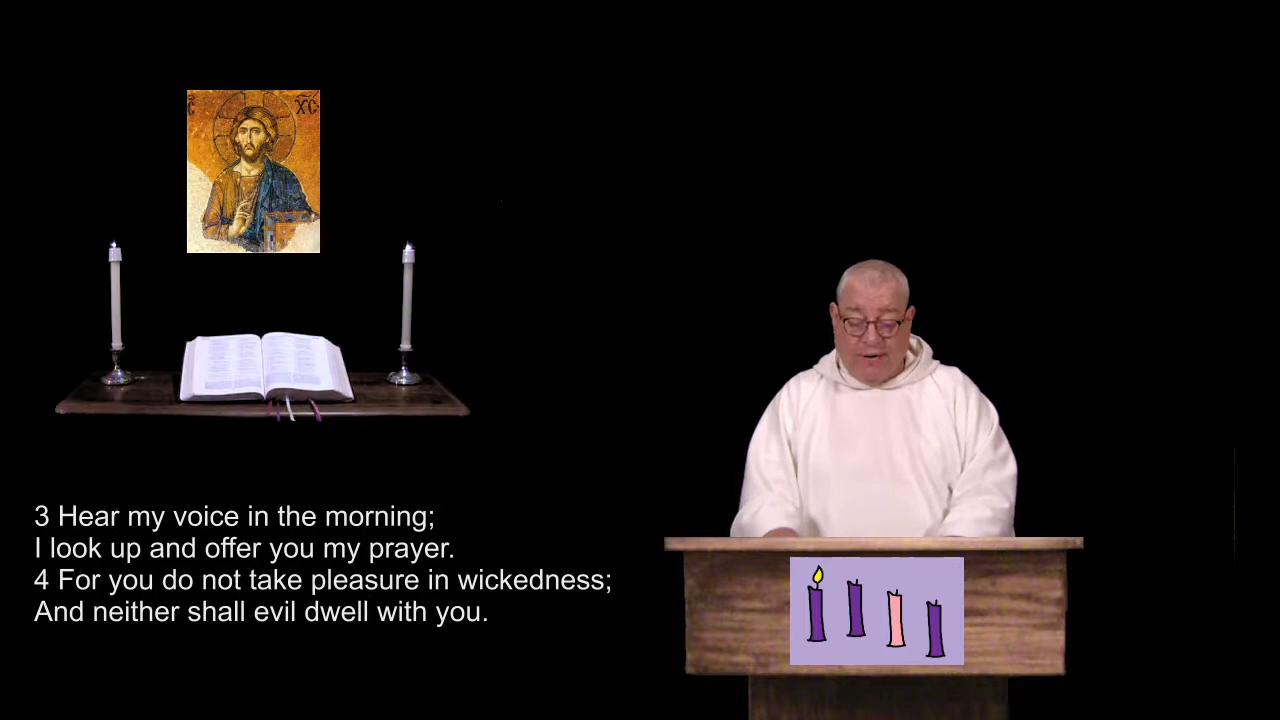 XC
3 Hear my voice in the morning;
I look up and offer you my prayer.
4 For you do not take pleasure in wickedness;
And neither shall evil dwell with you.